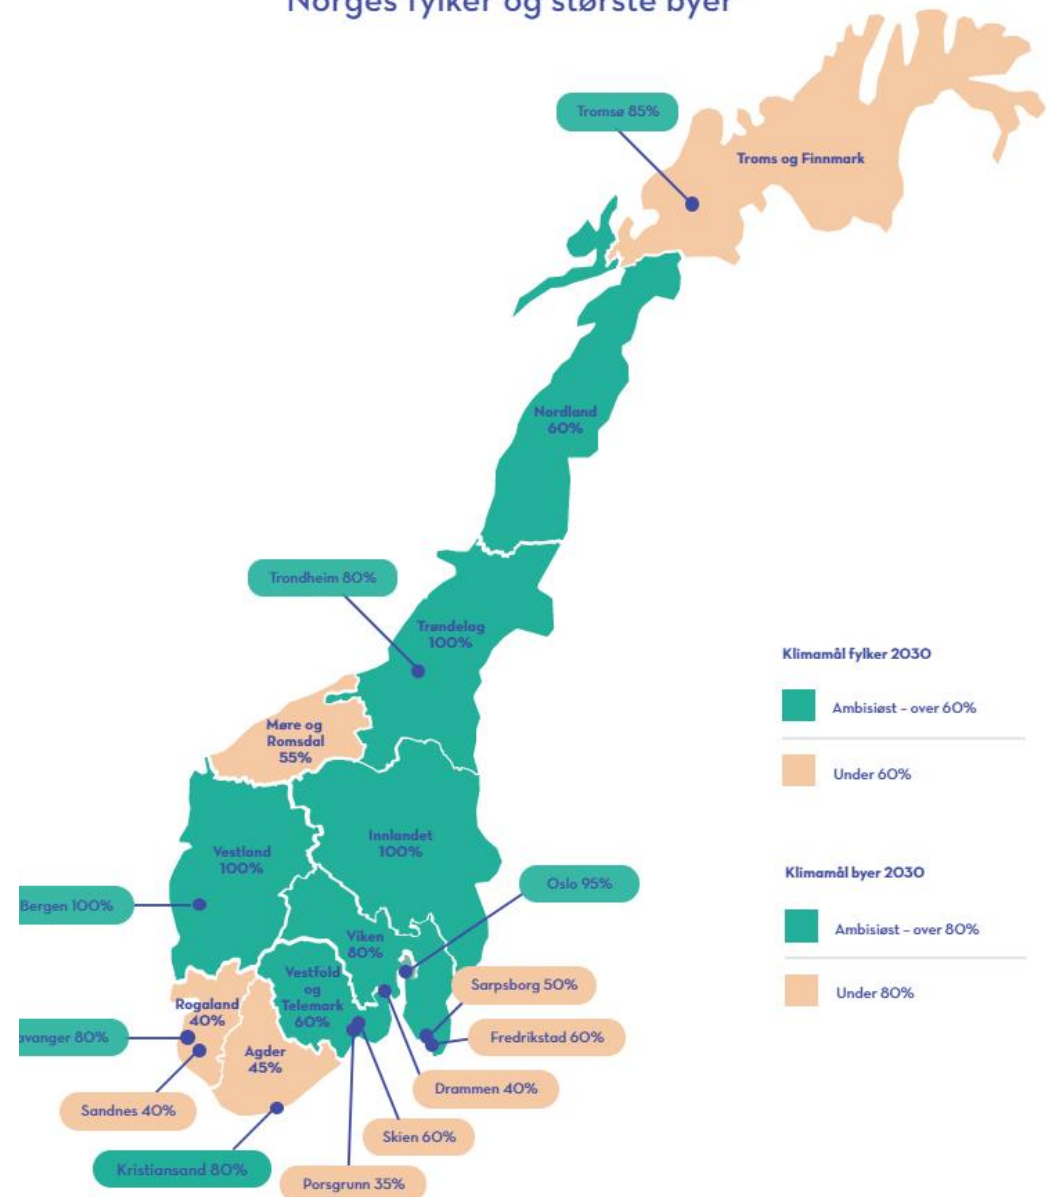 Norges fylker og største byer
Tromsø 85%
Troms og Finnmark
Nordland
60%
Trondheim 80%
Trøndelag
100%
Møre og
Romsdal
55%
Klimamål fylker 2030
Ambisiøst – over 60%
Under 60%
Vestland
100%
Innlandet
100%
Bergen 100%
Oslo 95%
Viken
80%
Vestfold
og
Telemark
60%
Sarpsborg 50%
Fredrikstad 60%
Rogaland
40%
avanger 80%
Agder
45%
Drammen 40%
Sandnes 40%
Skien 60%
Kristiansand 80%
Porsgrunn 35%
Klimamål byer 2030
Ambisiøst – over 80%
Under 80%